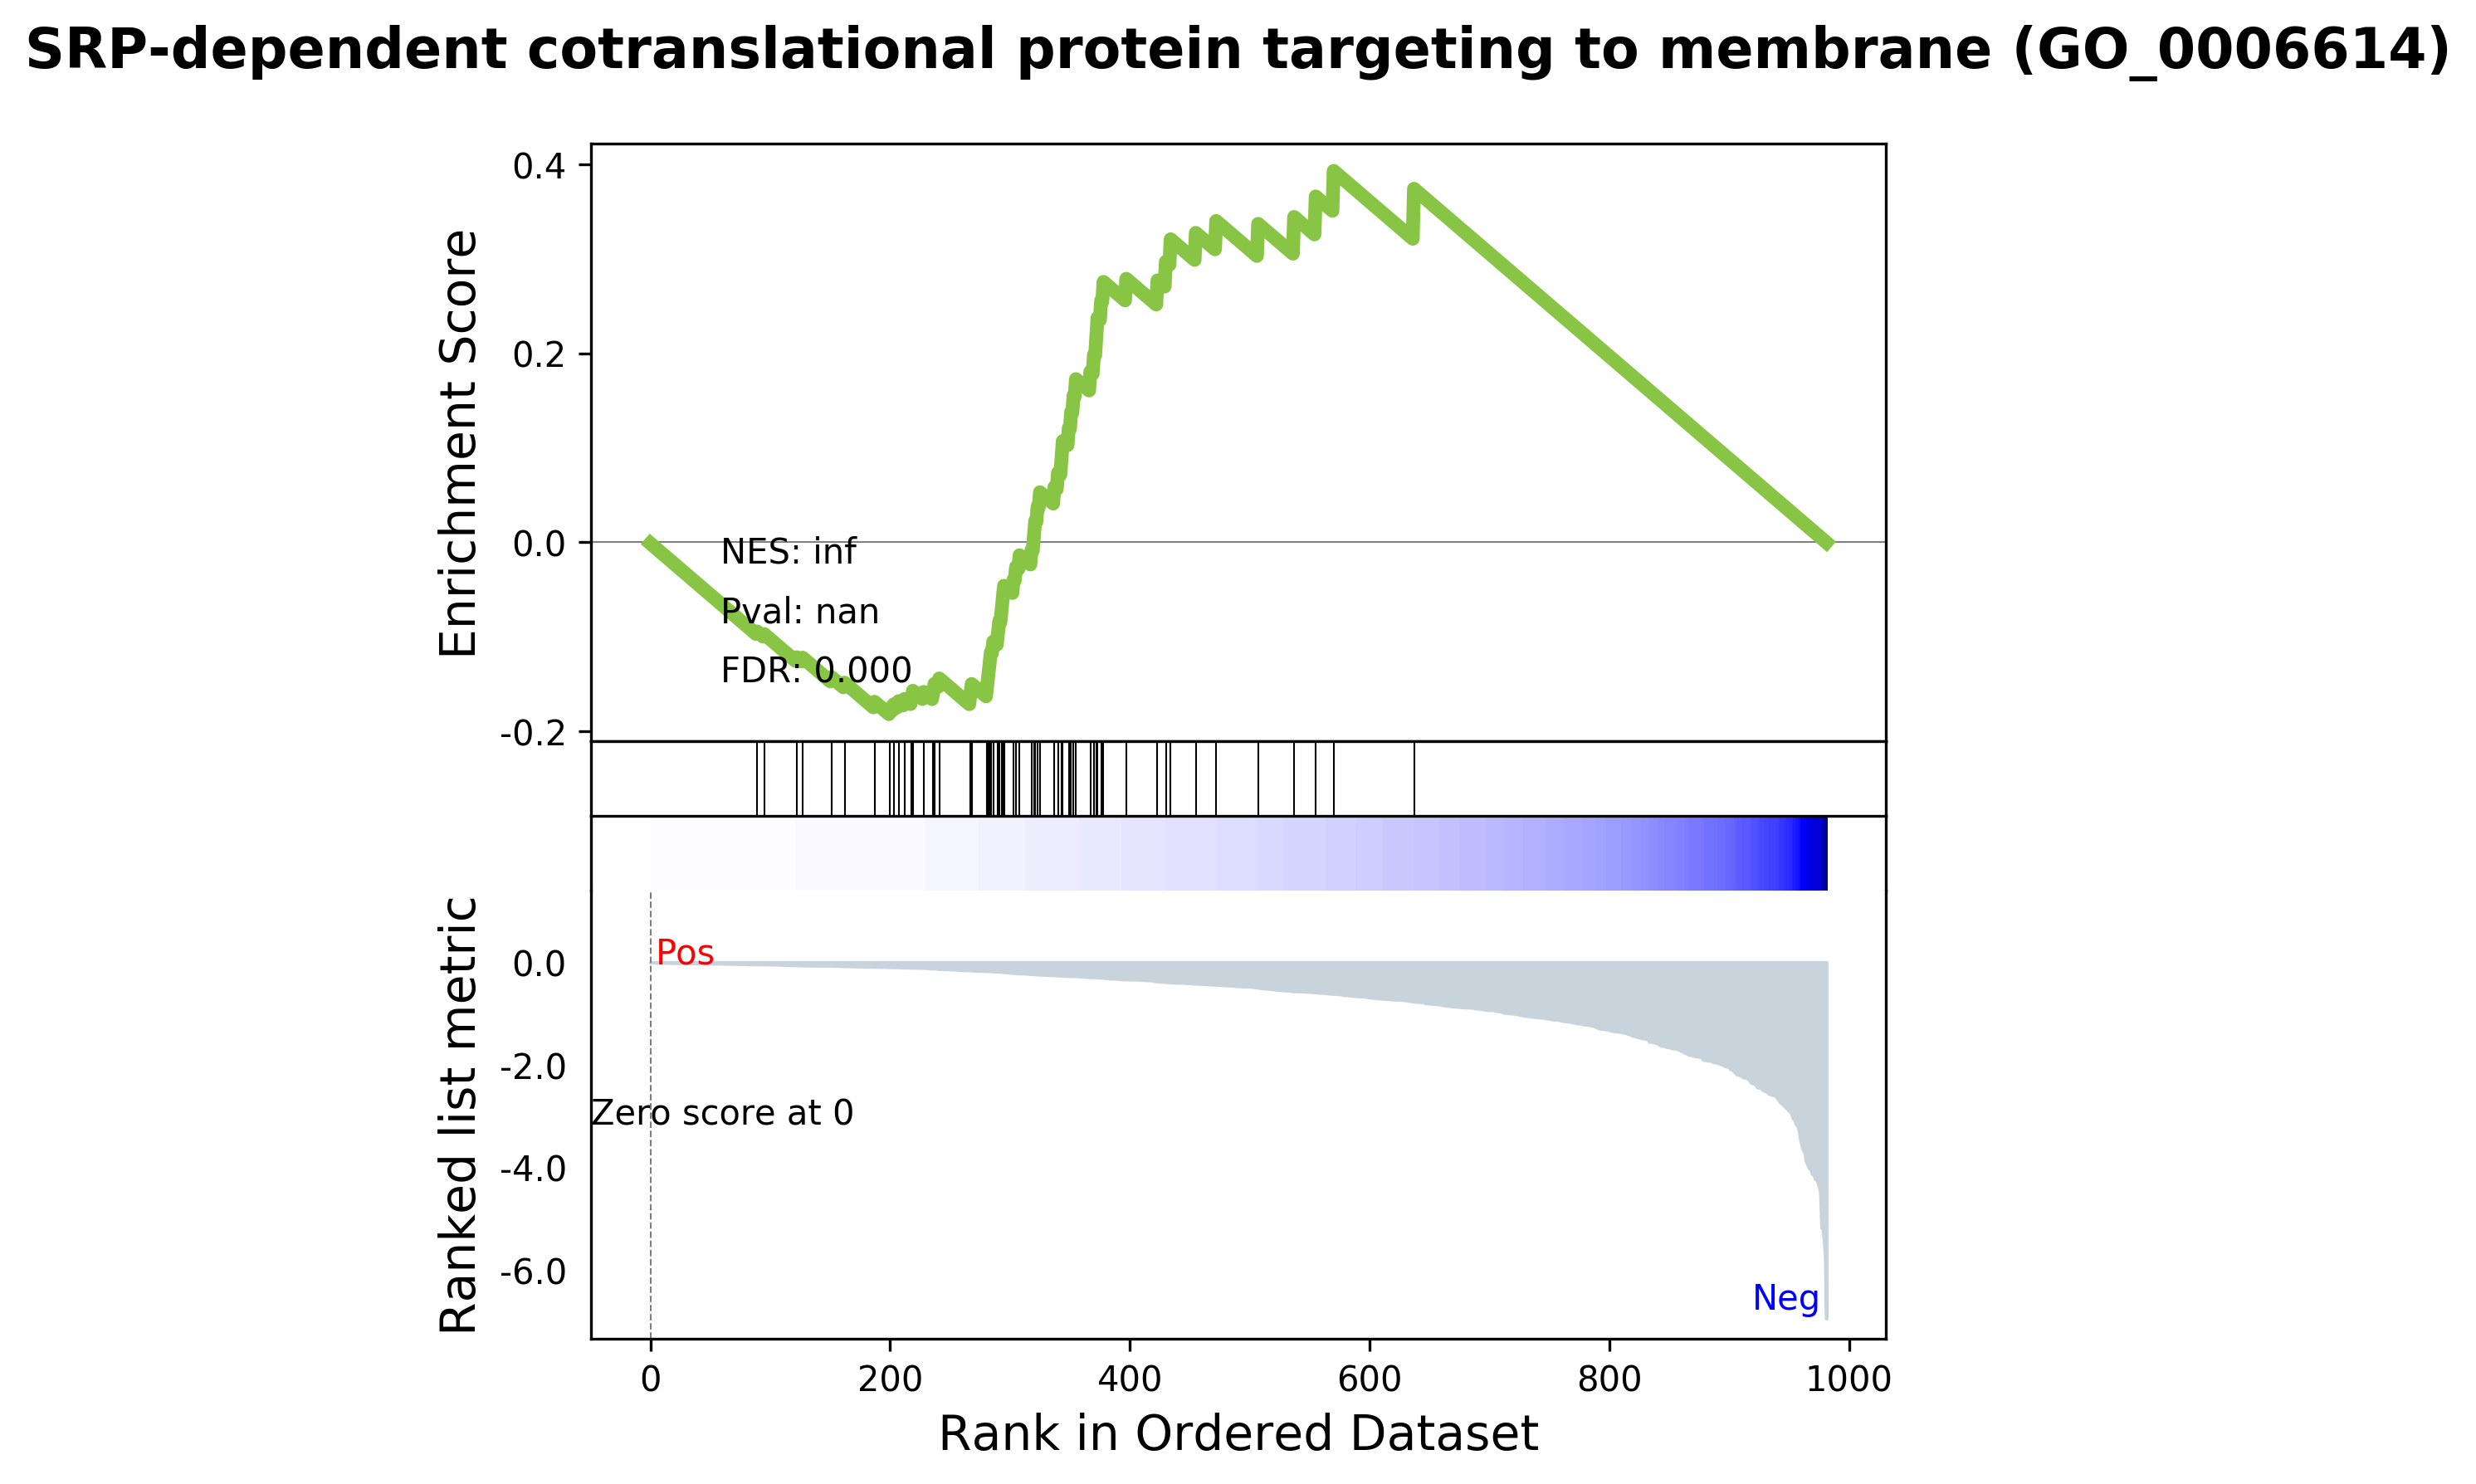 SRP-dependent cotranslational protein targeting to membrane (GO_0006614)
Enrichment Score
0.4
0.2
0.0
-0.2
NES: inf
Pval: nan
FDR: 0.000
Ranked list metric
0.0
-2.0
-4.0
-6.0
Pos
Zero score at 0
Neg
0 200 400 600 800 1000
Rank in Ordered Dataset